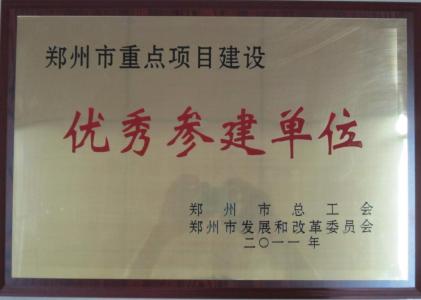 郑州市重点项目建设
优秀参建单位
郑州市总工会
郑州市发展和改革委员会
二〇一一年